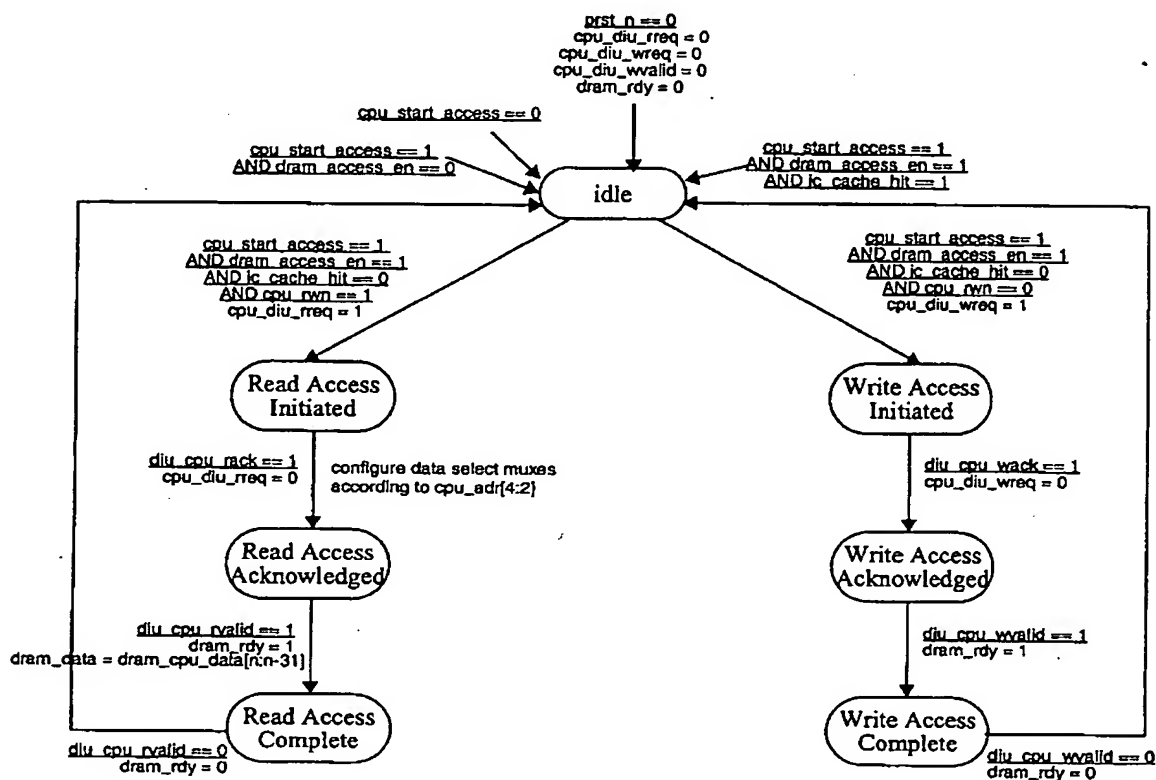 prst_n == 0
cpu_diu_rreq = 0
cpu_diu_wreq = 0
cpu_diu_wvalid = 0
dram_rdy = 0
cpu_start_access == 0
cpu_start_access == 1
AND dram_access_en == 0
cpu_start_access == 1
AND dram_access_en == 1
AND ic_cache_hit == 1
idle
cpu_start_access == 1
AND dram_access_en == 1
AND ic_cache_hit == 0
AND cpu_rwn == 1
cpu_diu_rreq = 1
cpu_start_access == 1
AND dram_access_en == 1
AND ic_cache_hit == 0
AND cpu_rwn == 0
cpu_diu_wreq = 1
Read Access
Initiated
Write Access
Initiated
diu_cpu_rack == 1
cpu_diu_rreq = 0
configure data select muxes
according to cpu_adr[4:2]
diu_cpu_wack == 1
cpu_diu_wreq = 0
Read Access
Acknowledged
Write Access
Acknowledged
diu_cpu_rvalid == 1
dram_rdy = 1
dram_data = dram_cpu_data[n:n-31]
diu_cpu_wvalid == 1
dram_rdy = 1
Read Access
Complete
Write Access
Complete
diu_cpu_rvalid == 0
dram_rdy = 0
diu_cpu_wvalid == 0
dram_rdy = 0